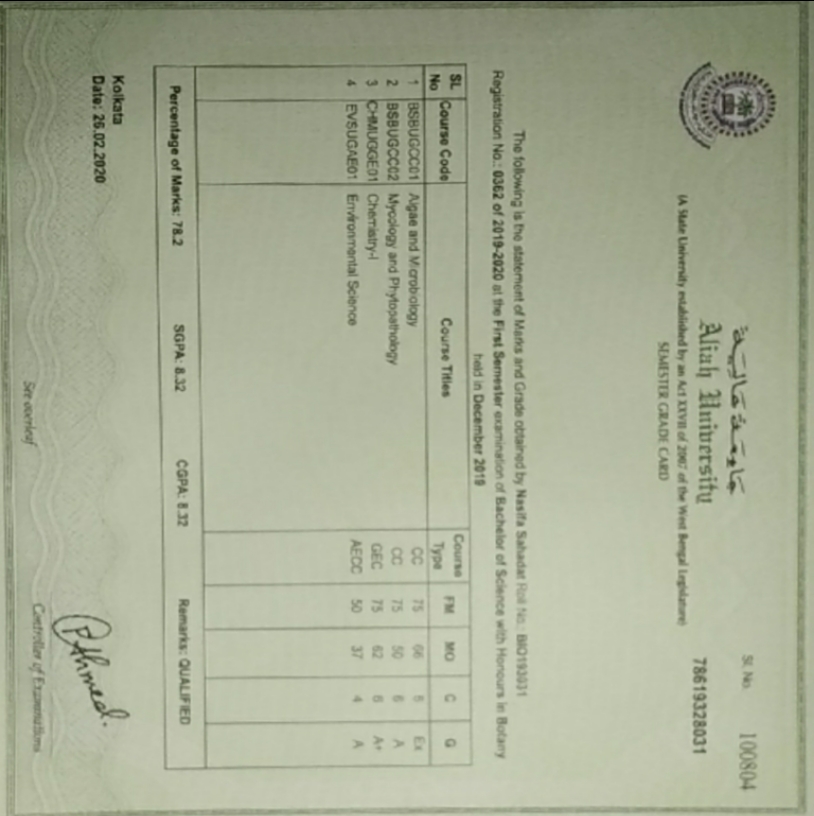 Sl. No. 100804
جامعة عالية
Aliah University
78619328031
(A State University established by an Act XXVII of 2007 of the West Bengal Legislature)
SEMESTER GRADE CARD
The following is the statement of Marks and Grade obtained by Nasifa Sahadat Roll No.: BIO193031
Registration No.: 0362 of 2019-2020 at the First Semester examination of Bachelor of Science with Honours in Botany
held in December 2019
SL No Course Code Course Titles Course Type FM MO C G
1 BSBUGCC01 Algae and Microbiology CC 75 66 6 Ex
2 BSBUGCC02 Mycology and Phytopathology CC 75 50 6 A
3 CHMUGGE01 Chemistry-I GEC 75 62 6 A+
4 EVSUGAE01 Environmental Science AECC 50 37 4 A
Percentage of Marks: 78.2 SGPA: 8.32 CGPA: 8.32 Remarks: QUALIFIED
Kolkata
Date: 26.02.2020
PAhmed.
See overleaf
Controller of Examinations